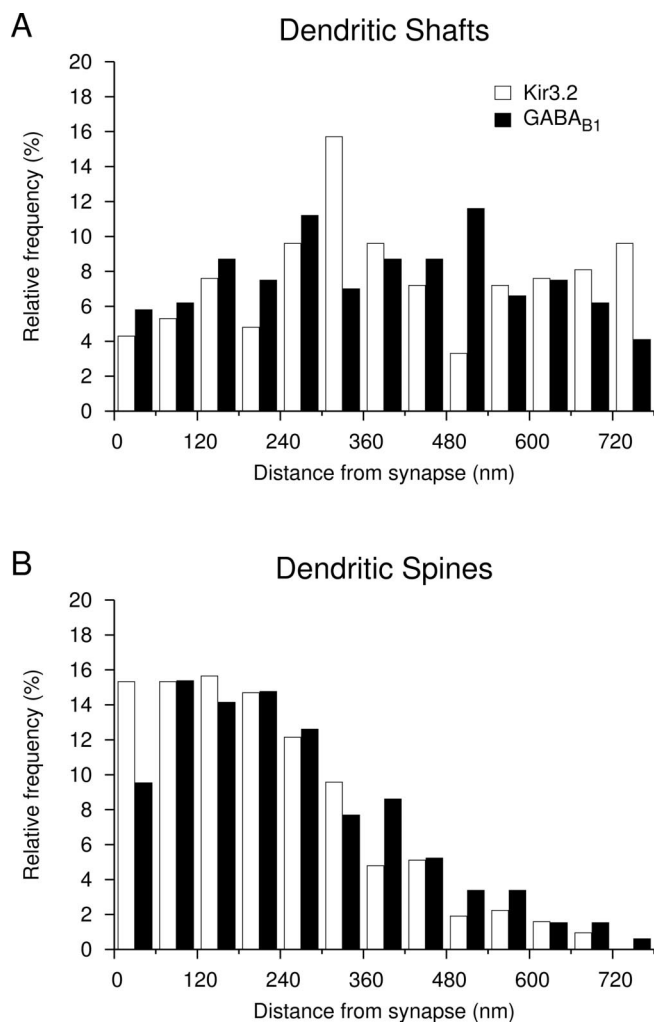 A
Dendritic Shafts
20
18
16
14
12
10
8
6
4
2
0
Relative frequency (%)
Kir3.2
GABA_B1
0 120 240 360 480 600 720
Distance from synapse (nm)
B
Dendritic Spines
20
18
16
14
12
10
8
6
4
2
0
Relative frequency (%)
0 120 240 360 480 600 720
Distance from synapse (nm)